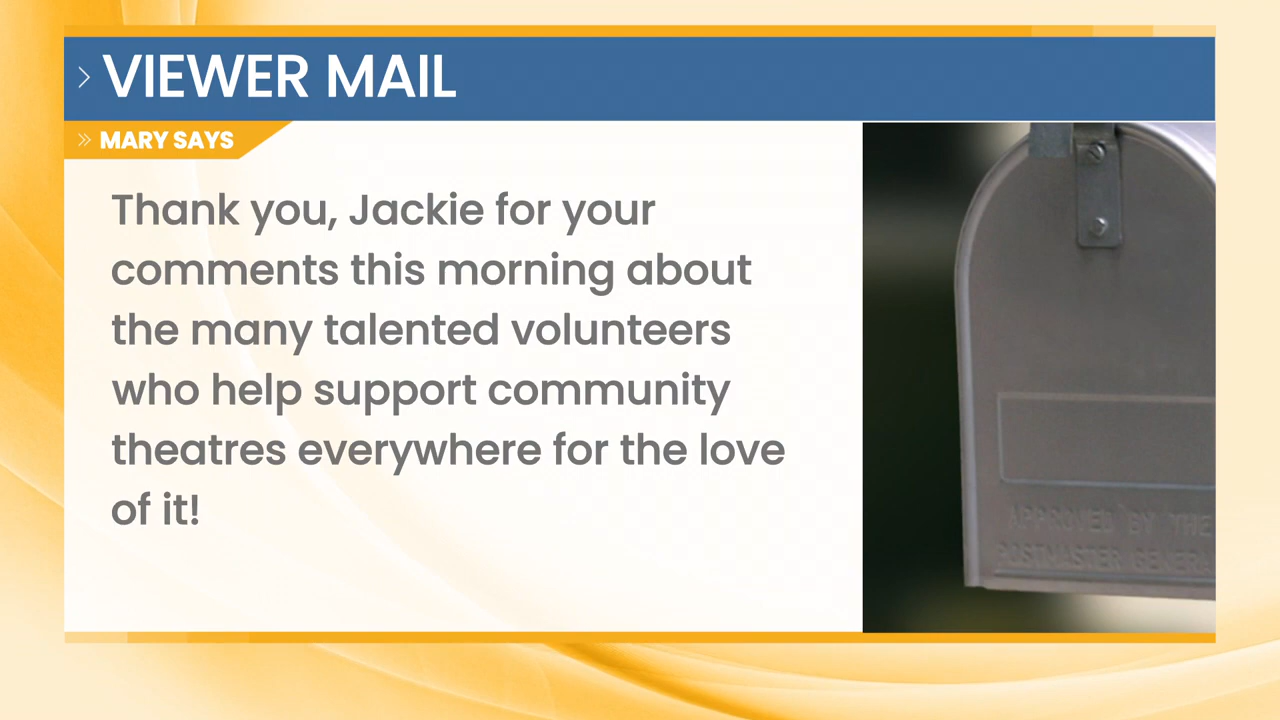 VIEWER MAIL
MARY SAYS
Thank you, Jackie for your
comments this morning about
the many talented volunteers
who help support community
theatres everywhere for the love
of it!
APPROVED BY THE
POSTMASTER GENERAL